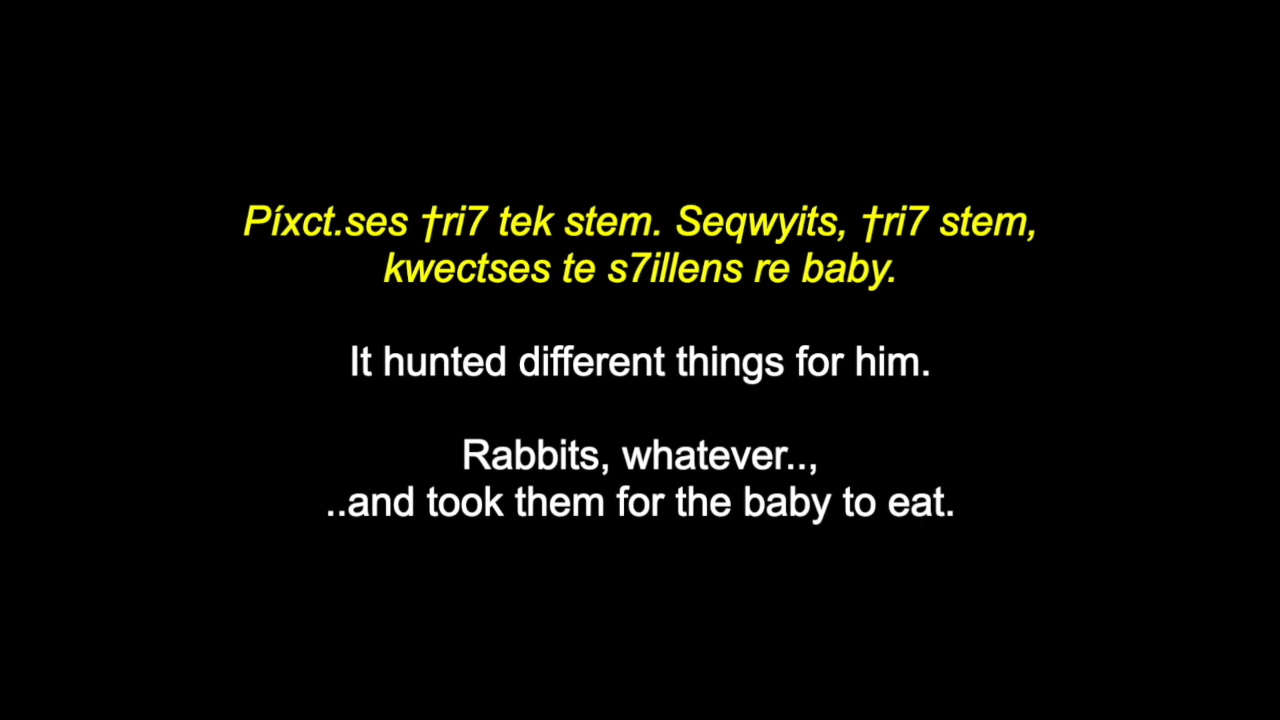 Píxct.ses †ri7 tek stem. Seqwyits, †ri7 stem,
kwectses te s7illens re baby.
It hunted different things for him.
Rabbits, whatever..,
..and took them for the baby to eat.